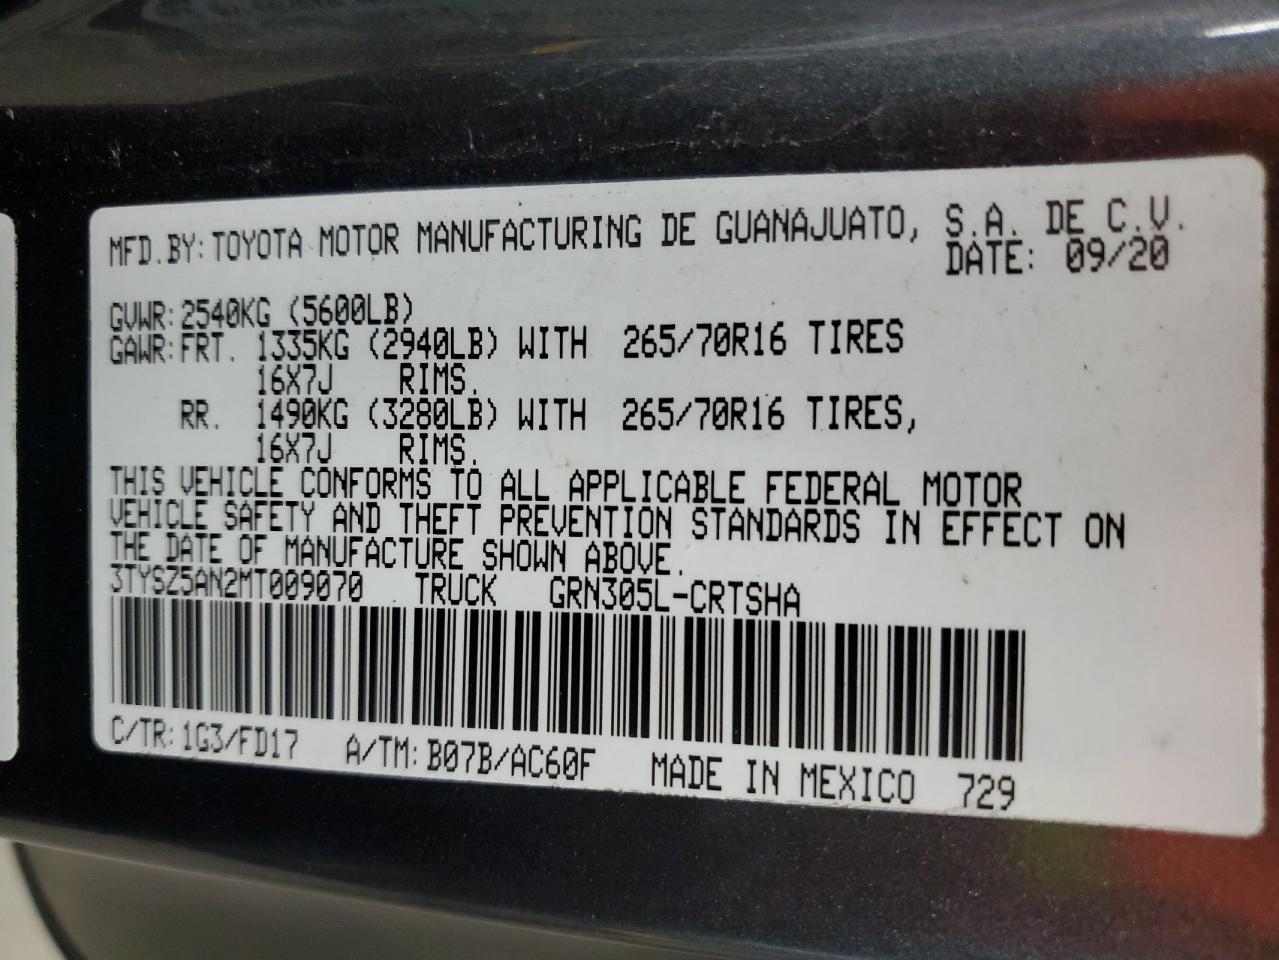 MFD.BY: TOYOTA MOTOR MANUFACTURING DE GUANAJUATO, S.A. DE C.V.
DATE: 09/20
GVWR: 2540KG (5600LB)
GAWR: FRT. 1335KG (2940LB) WITH 265/70R16 TIRES
16X7J RIMS.
RR. 1490KG (3280LB) WITH 265/70R16 TIRES,
16X7J RIMS.
THIS VEHICLE CONFORMS TO ALL APPLICABLE FEDERAL MOTOR
VEHICLE SAFETY AND THEFT PREVENTION STANDARDS IN EFFECT ON
THE DATE OF MANUFACTURE SHOWN ABOVE.
3TYSZ5AN2MT009070 TRUCK GRN305L-CRTSHA
C/TR: 1G3/FD17 A/TM: B07B/AC60F MADE IN MEXICO 729